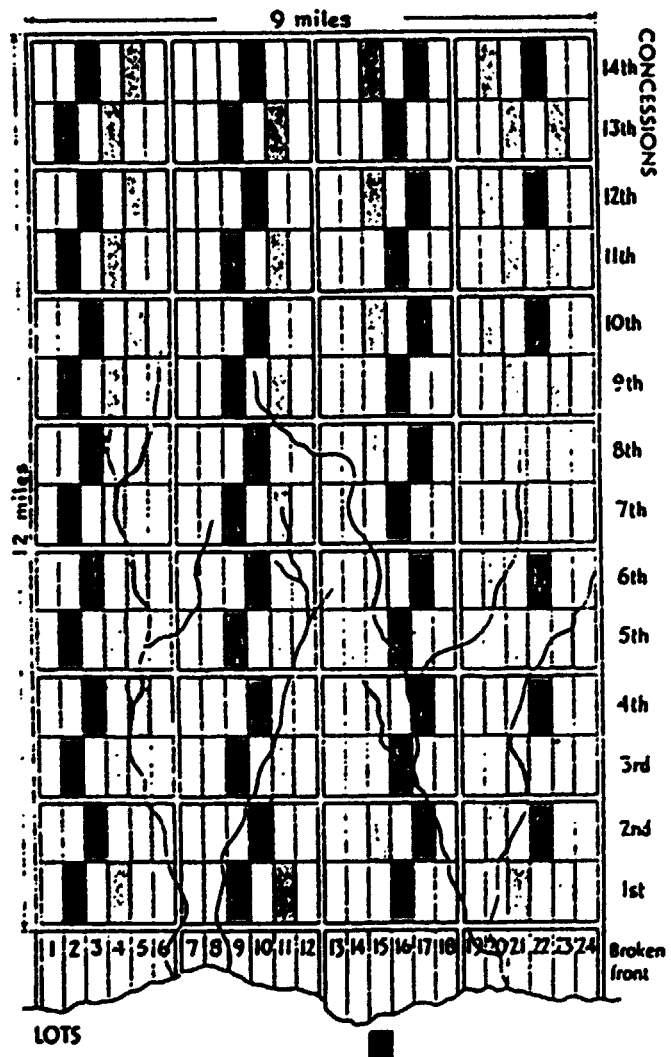 9 miles
CONCESSIONS
14th
13th
12th
11th
10th
9th
8th
7th
12 miles
6th
5th
4th
3rd
2nd
1st
1 2 3 4 5 6 7 8 9 10 11 12 13 14 15 16 17 18 19 20 21 22 23 24
Broken
front
LOTS